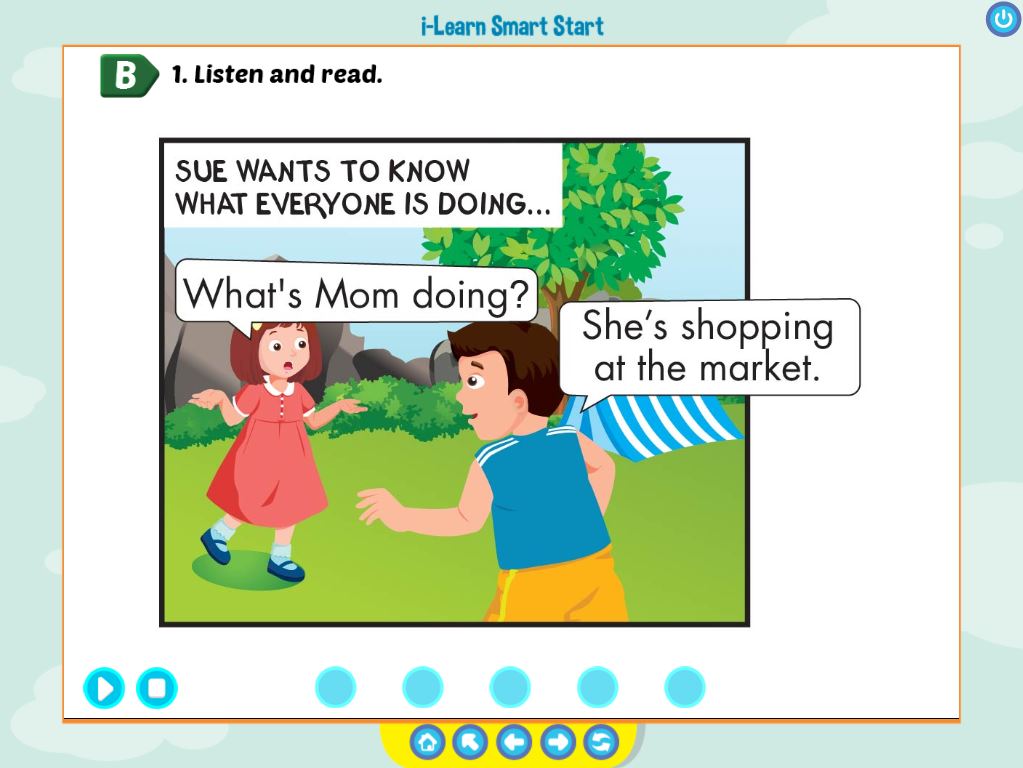 i-Learn Smart Start
B 1. Listen and read.
SUE WANTS TO KNOW
WHAT EVERYONE IS DOING...
What's Mom doing?
She’s shopping
at the market.